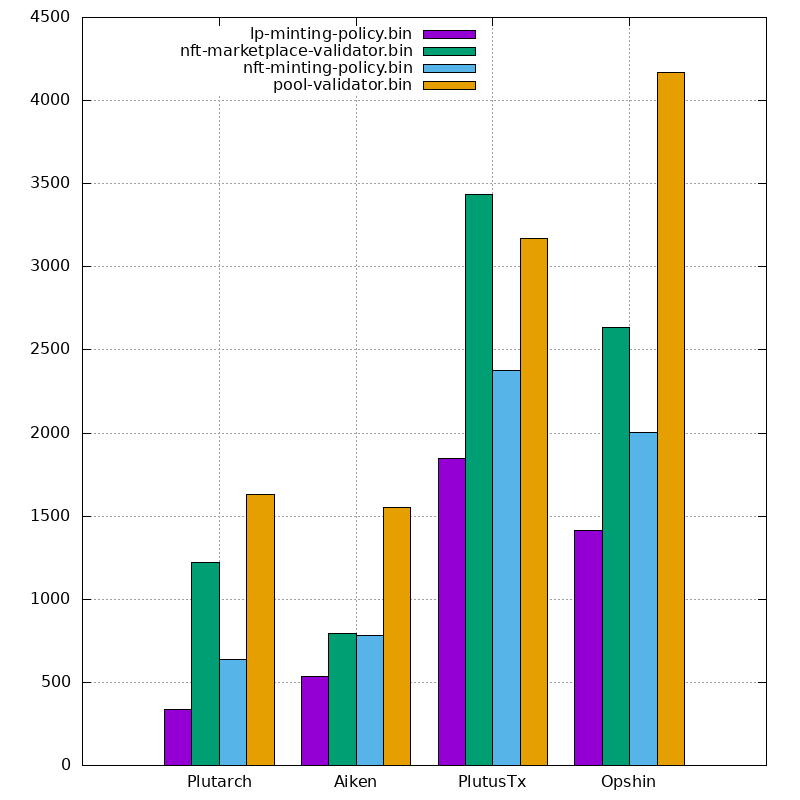 4500
4000
3500
3000
2500
2000
1500
1000
500
0
lp-minting-policy.bin
nft-marketplace-validator.bin
nft-minting-policy.bin
pool-validator.bin
Plutarch Aiken PlutusTx Opshin